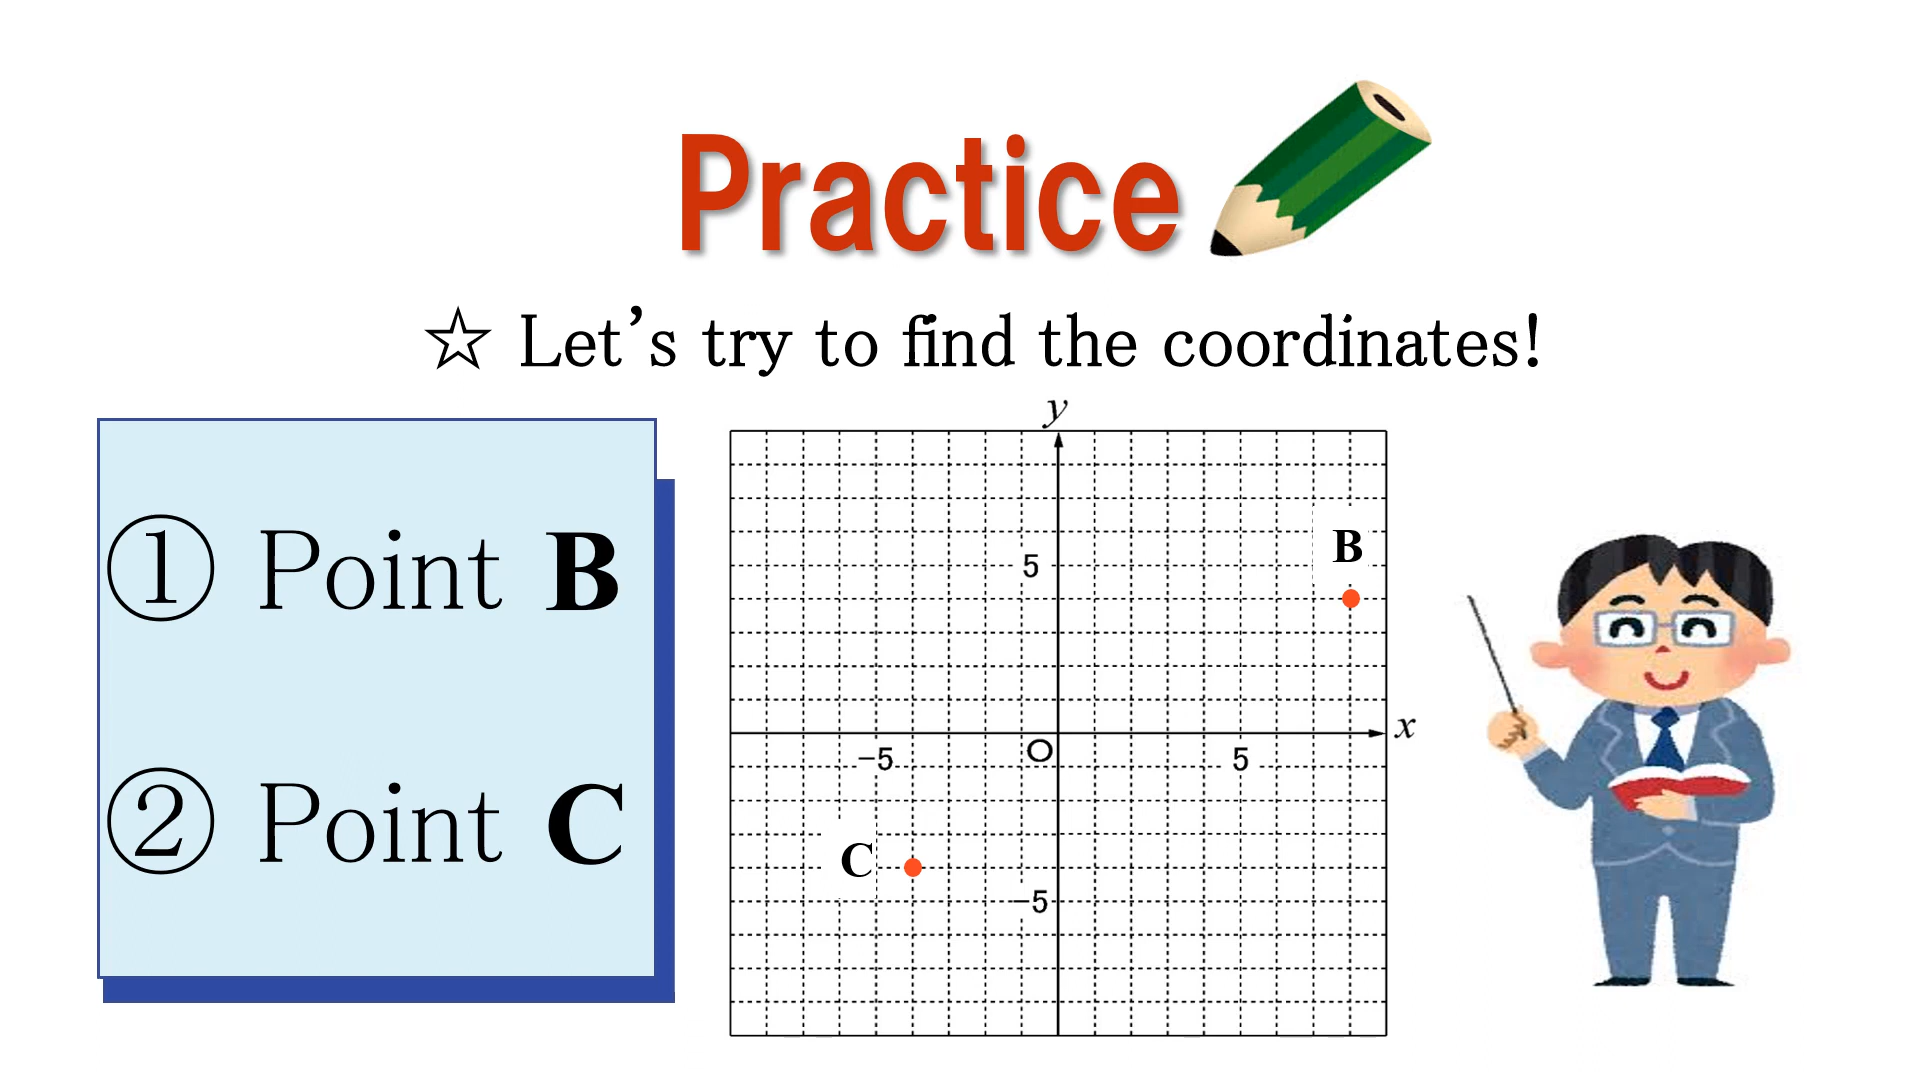 Practice
☆ Let’s try to find the coordinates!
① Point B
② Point C
y
B
5
x
−5
O
5
C
−5